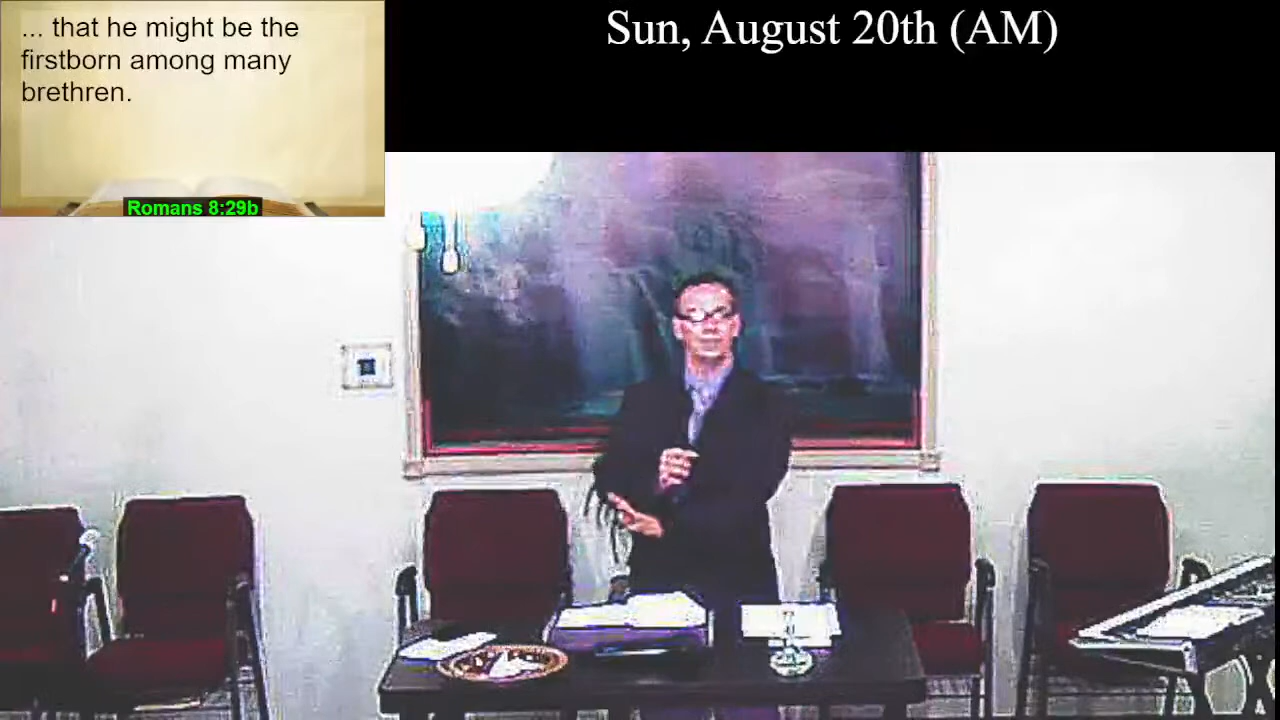 ... that he might be the
firstborn among many
brethren.
Romans 8:29b
Sun, August 20th (AM)